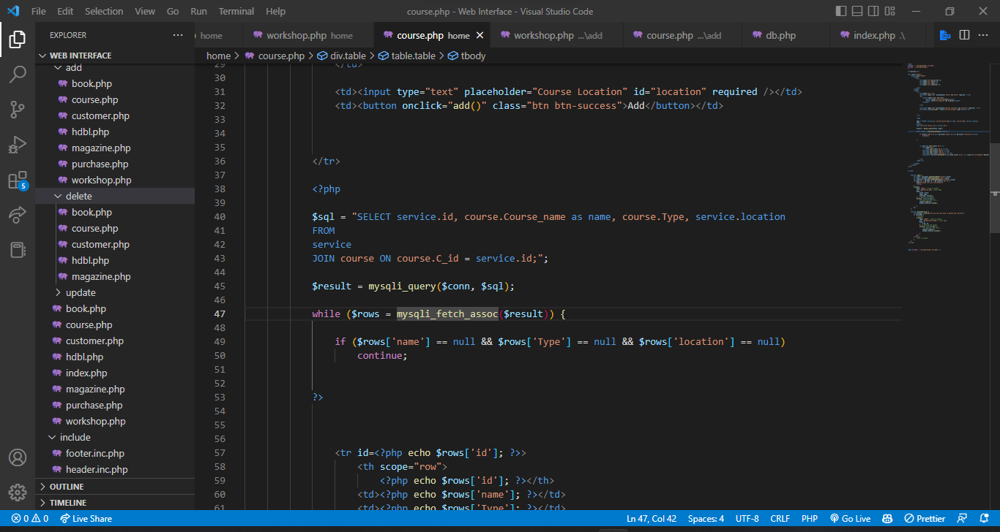 File Edit Selection View Go Run Terminal Help course.php - Web Interface - Visual Studio Code
EXPLORER ...
home workshop.php home course.php home workshop.php ...\add course.php ...\add db.php index.php .\ ...
WEB INTERFACE
home > course.php > div.table > table.table > tbody
add
book.php
course.php
customer.php
hdbl.php
magazine.php
purchase.php
workshop.php
delete
book.php
course.php
customer.php
hdbl.php
magazine.php
update
book.php
course.php
customer.php
hdbl.php
index.php
magazine.php
purchase.php
workshop.php
include
footer.inc.php
header.inc.php
OUTLINE
TIMELINE
5
29 </td>
30
31 <td><input type="text" placeholder="Course Location" id="location" required /></td>
32 <td><button onclick="add()" class="btn btn-success">Add</button></td>
33
34
35
36 </tr>
37
38 <?php
39
40 $sql = "SELECT service.id, course.Course_name as name, course.Type, service.location
41 FROM
42 service
43 JOIN course ON course.C_id = service.id;";
44
45 $result = mysqli_query($conn, $sql);
46
47 while ($rows = mysqli_fetch_assoc($result)) {
48
49 if ($rows['name'] == null && $rows['Type'] == null && $rows['location'] == null)
50 continue;
51
52
53 ?>
54
55
56
57 <tr id=<?php echo $rows['id']; ?>>
58 <th scope="row">
59 <?php echo $rows['id']; ?></th>
60 <td><?php echo $rows['name']; ?></td>
61 <td><?php echo $rows['Type']; ?></td>
0 0 Live Share Ln 47, Col 42 Spaces: 4 UTF-8 CRLF PHP Go Live Prettier